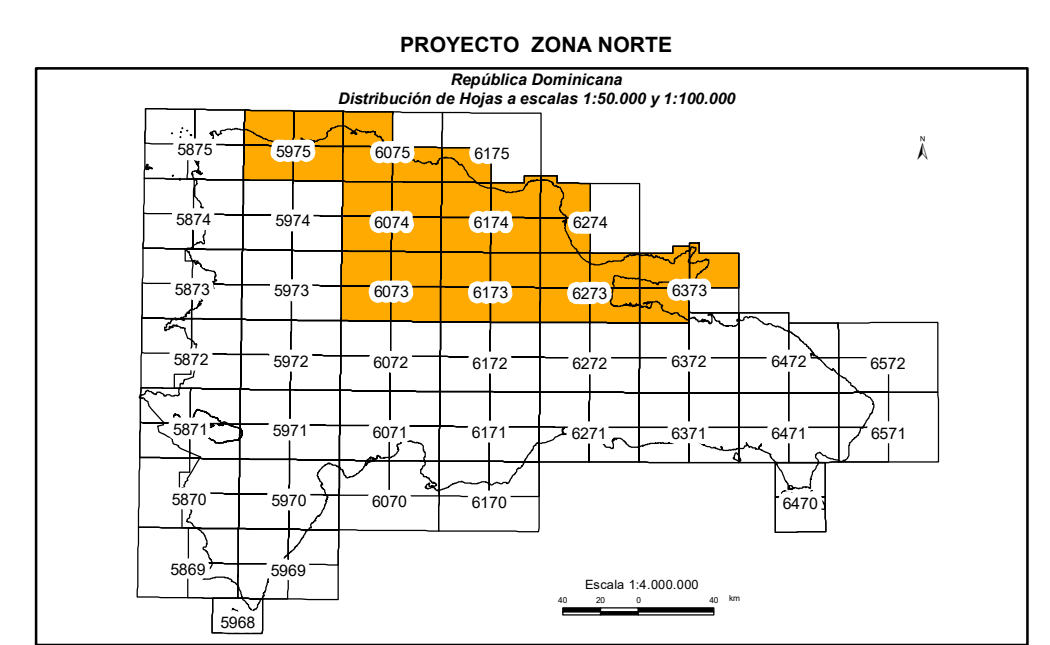 PROYECTO ZONA NORTE
República Dominicana
Distribución de Hojas a escalas 1:50.000 y 1:100.000
N
5875 5975 6075 6175
5874 5974 6074 6174 6274
5873 5973 6073 6173 6273 6373
5872 5972 6072 6172 6272 6372 6472 6572
5871 5971 6071 6171 6271 6371 6471 6571
5870 5970 6070 6170 6470
5869 5969
5968
Escala 1:4.000.000
40 20 0 40 km